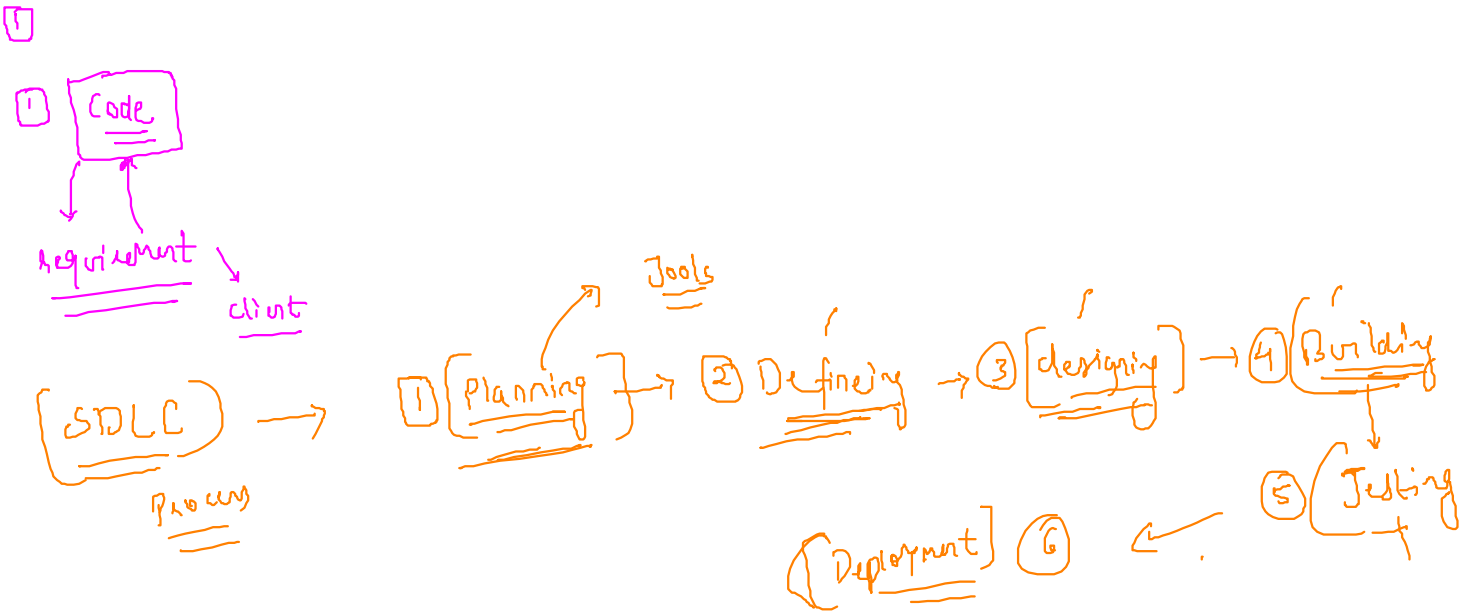 1
1 Code
requirement
client
Tools
SDLC
1 Planning
2 Defineing
3 designing
4 Building
Process
5 Testing
6 Deployment